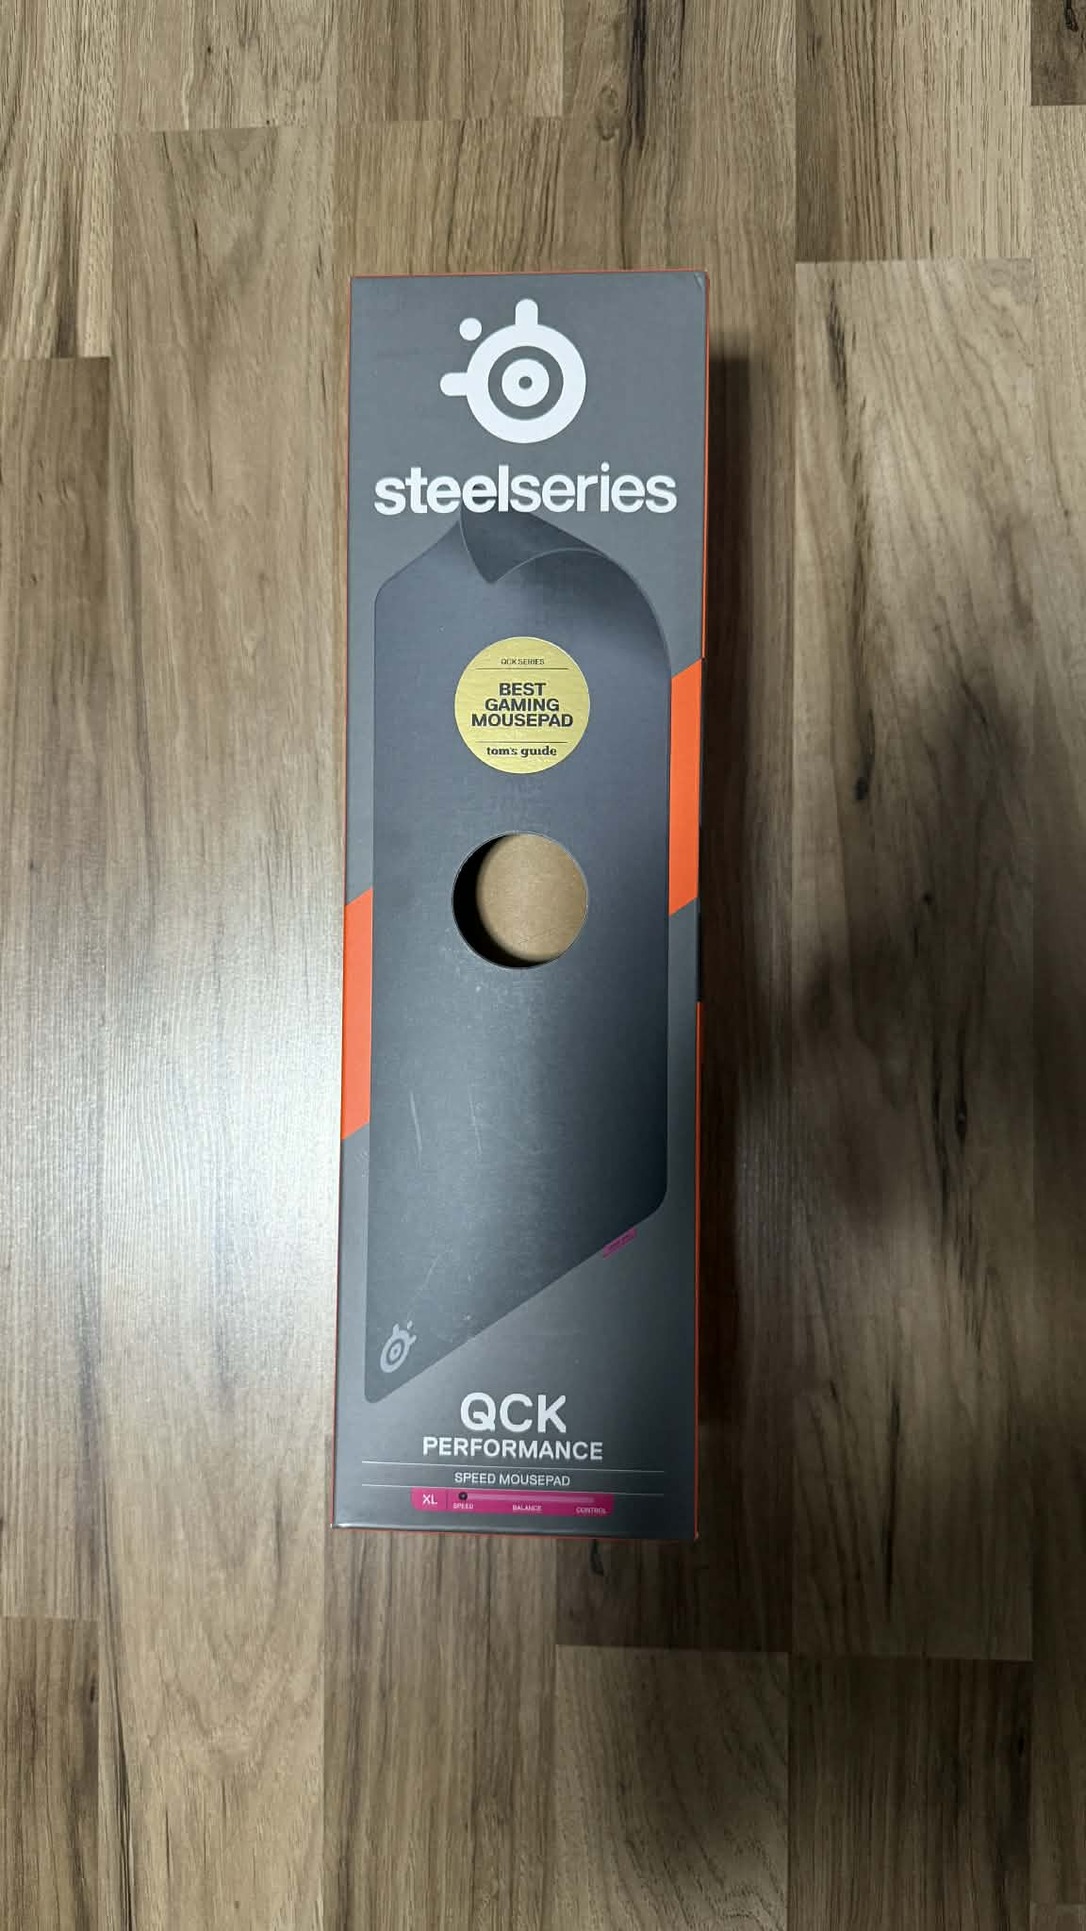 steelseries
QCK SERIES
BEST
GAMING
MOUSEPAD
tom's guide
QCK
PERFORMANCE
SPEED MOUSEPAD
XL
SPEED BALANCE CONTROL